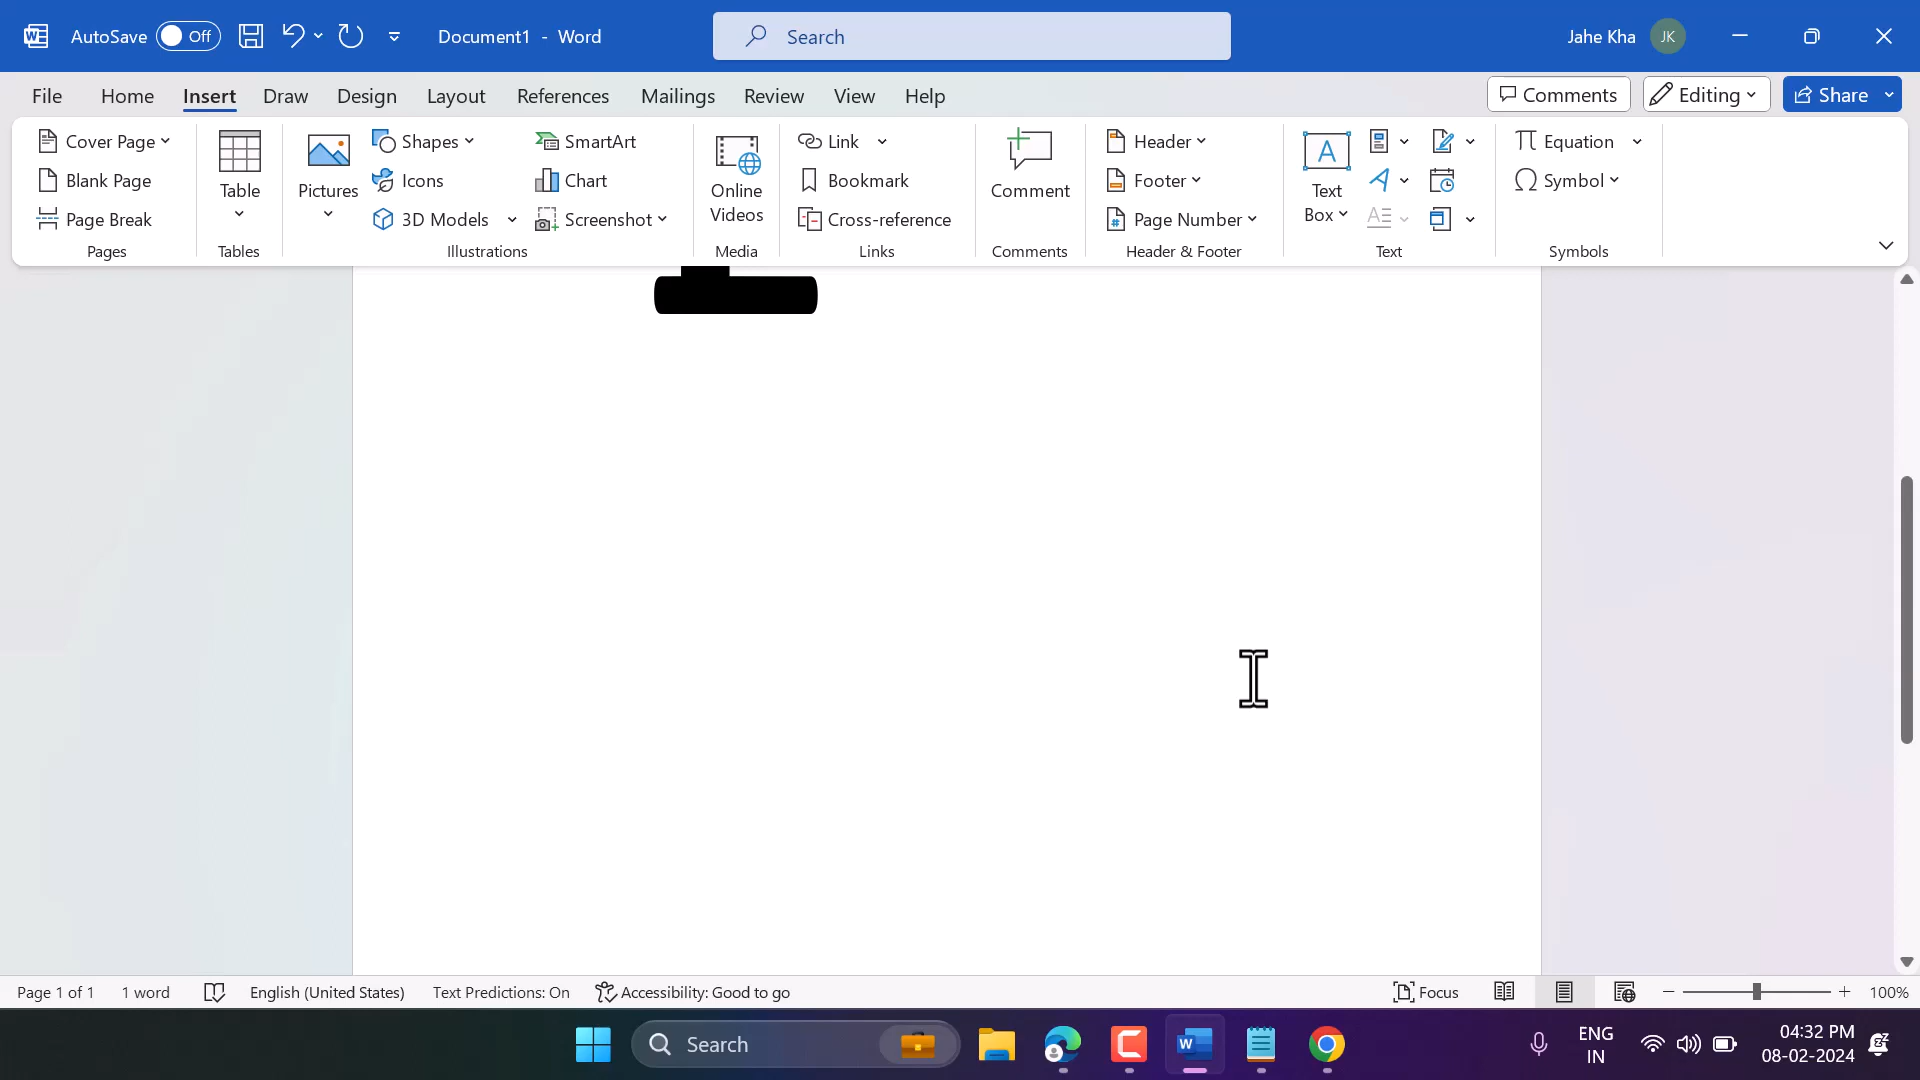 AutoSave Off Document1 - Word Search Jahe Kha JK
File Home Insert Draw Design Layout References Mailings Review View Help Comments Editing Share
Cover Page
Blank Page
Page Break
Pages
Table
Tables
Pictures
Shapes
Icons
3D Models
SmartArt
Chart
Screenshot
Illustrations
Online
Videos
Media
Link
Bookmark
Cross-reference
Links
Comment
Comments
Header
Footer
Page Number
Header & Footer
Text
Box
Text
Equation
Symbol
Symbols
Page 1 of 1 1 word English (United States) Text Predictions: On Accessibility: Good to go Focus 100%
Search
ENG
IN
04:32 PM
08-02-2024